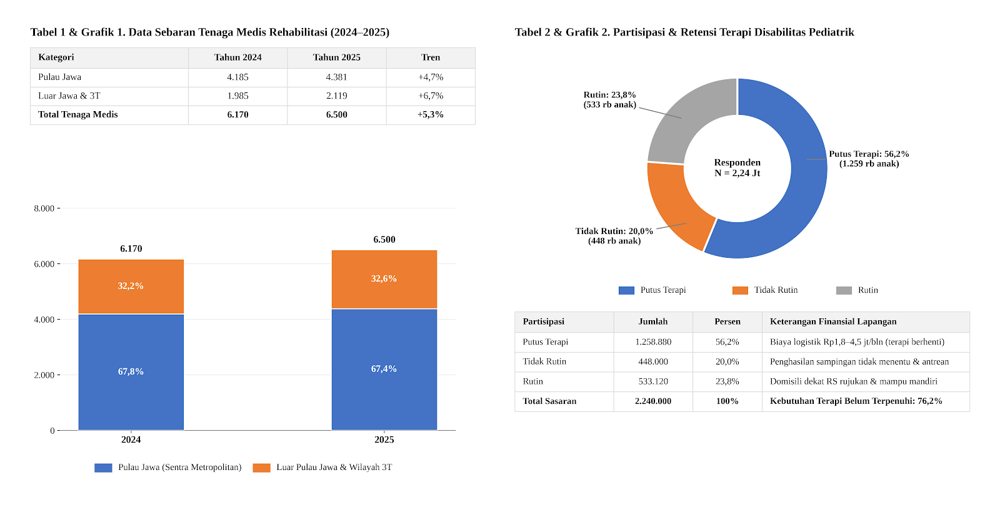 Tabel 1 & Grafik 1. Data Sebaran Tenaga Medis Rehabilitasi (2024–2025)
Kategori Tahun 2024 Tahun 2025 Tren
Pulau Jawa 4.185 4.381 +4,7%
Luar Jawa & 3T 1.985 2.119 +6,7%
Total Tenaga Medis 6.170 6.500 +5,3%
8.000
6.000
4.000
2.000
0
6.170
32,2%
67,8%
6.500
32,6%
67,4%
2024 2025
Pulau Jawa (Sentra Metropolitan) Luar Pulau Jawa & Wilayah 3T
Tabel 2 & Grafik 2. Partisipasi & Retensi Terapi Disabilitas Pediatrik
Rutin: 23,8%
(533 rb anak)
Putus Terapi: 56,2%
(1.259 rb anak)
Responden
N = 2,24 Jt
Tidak Rutin: 20,0%
(448 rb anak)
Putus Terapi Tidak Rutin Rutin
Partisipasi Jumlah Persen Keterangan Finansial Lapangan
Putus Terapi 1.258.880 56,2% Biaya logistik Rp1,8–4,5 jt/bln (terapi berhenti)
Tidak Rutin 448.000 20,0% Penghasilan sampingan tidak menentu & antrean
Rutin 533.120 23,8% Domisili dekat RS rujukan & mampu mandiri
Total Sasaran 2.240.000 100% Kebutuhan Terapi Belum Terpenuhi: 76,2%